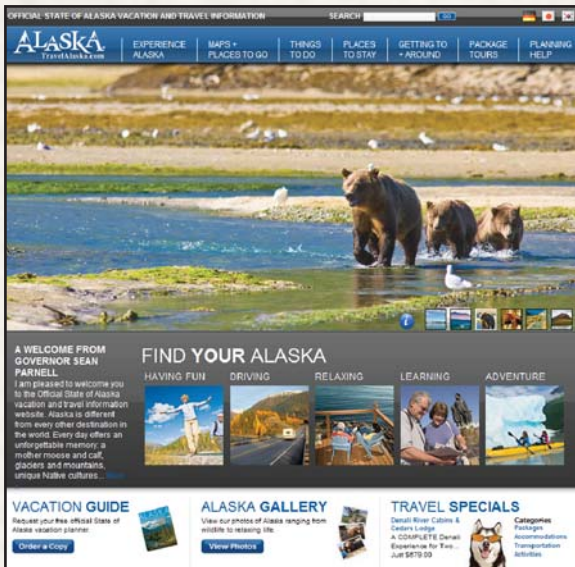 OFFICIAL STATE OF ALASKA VACATION AND TRAVEL INFORMATION
SEARCH
GO
ALASKA
TravelAlaska.com
EXPERIENCE
ALASKA
MAPS +
PLACES TO GO
THINGS
TO DO
PLACES
TO STAY
GETTING TO
+ AROUND
PACKAGE
TOURS
PLANNING
HELP
A WELCOME FROM
GOVERNOR SEAN
PARNELL
I am pleased to welcome you
to the Official State of Alaska
vacation and travel information
website. Alaska is different
from every other destination in
the world. Every day offers an
unforgettable memory: a
mother moose and calf,
glaciers and mountains,
unique Native cultures...
FIND YOUR ALASKA
HAVING FUN
DRIVING
RELAXING
LEARNING
ADVENTURE
VACATION GUIDE
Request your free official State of
Alaska vacation planner.
Order a Copy
ALASKA GALLERY
View our photos of Alaska ranging from
wildlife to relaxing life.
View Photos
TRAVEL SPECIALS
Denali River Cabins &
Cedars Lodge
A COMPLETE Denali
Experience for Two...
Just $879.00
Categories
Packages
Accommodations
Transportation
Activities